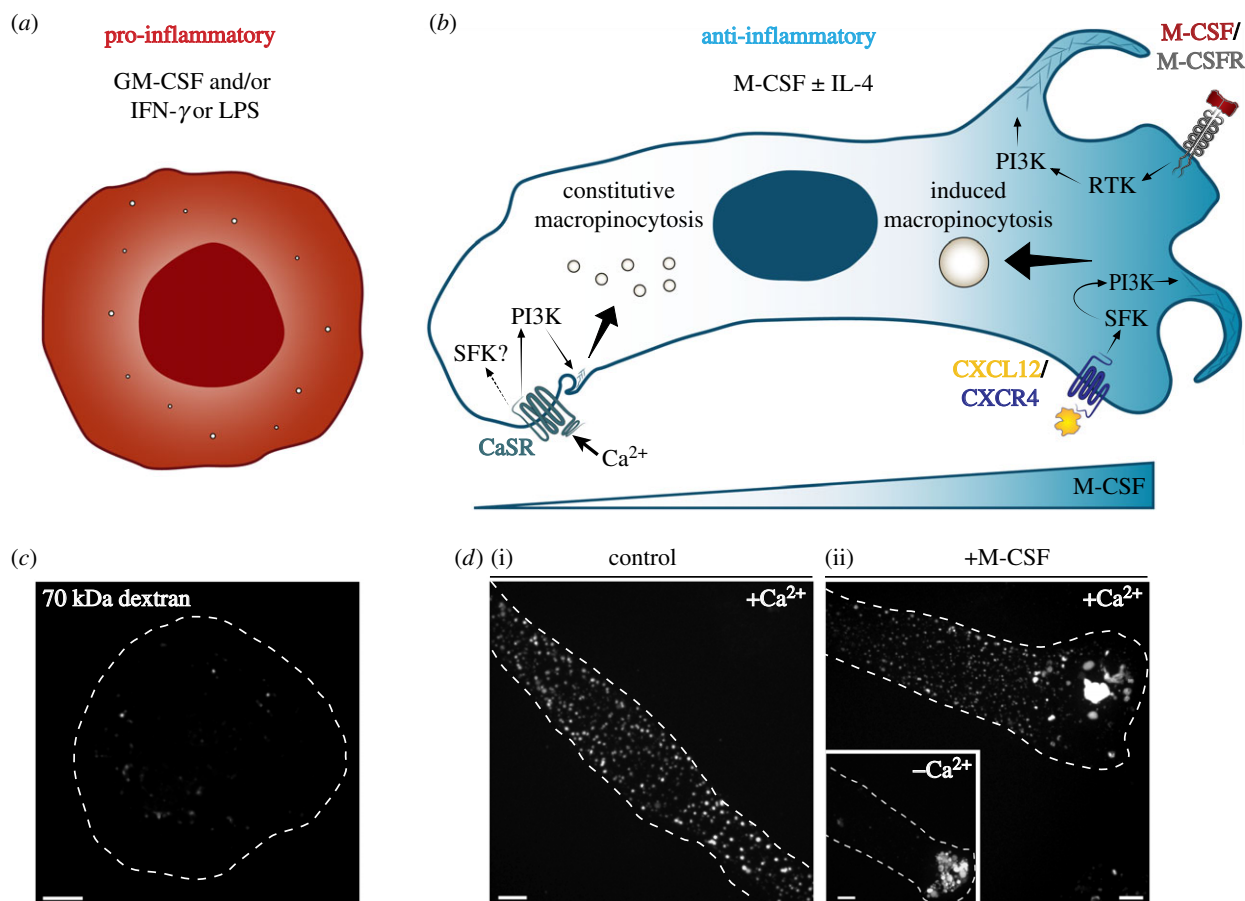 (a)
pro-inflammatory
GM-CSF and/or
IFN-γ or LPS
(b)
anti-inflammatory
M-CSF ± IL-4
M-CSF/
M-CSFR
PI3K
RTK
constitutive
macropinocytosis
induced
macropinocytosis
PI3K
SFK?
PI3K
SFK
CXCL12/
CXCR4
CaSR
Ca²⁺
M-CSF
(c)
70 kDa dextran
(d) (i)
control
+Ca²⁺
(ii)
+M-CSF
+Ca²⁺
–Ca²⁺